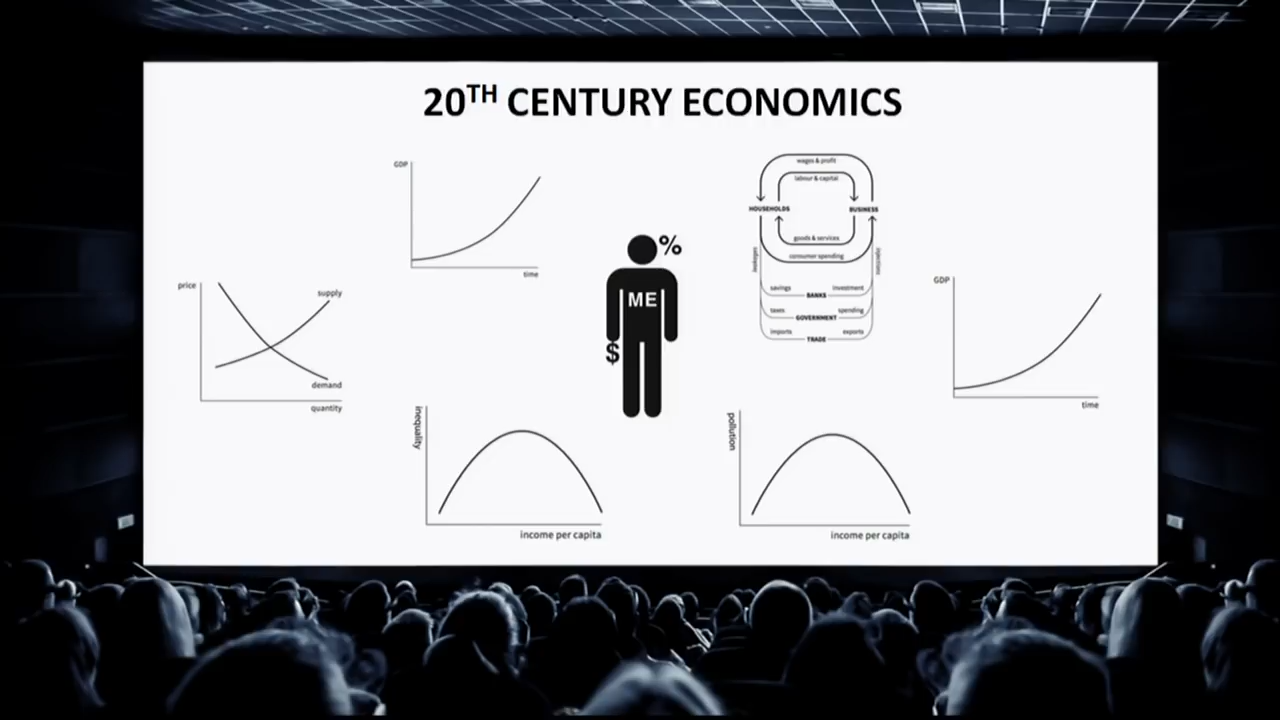 20TH CENTURY ECONOMICS
GDP
time
price
supply
demand
quantity
%
ME
$
wages & profit
labour & capital
HOUSEHOLDS
BUSINESS
goods & services
consumer spending
leakages
injections
savings
investment
BANKS
taxes
spending
GOVERNMENT
imports
exports
TRADE
GDP
time
inequality
income per capita
pollution
income per capita